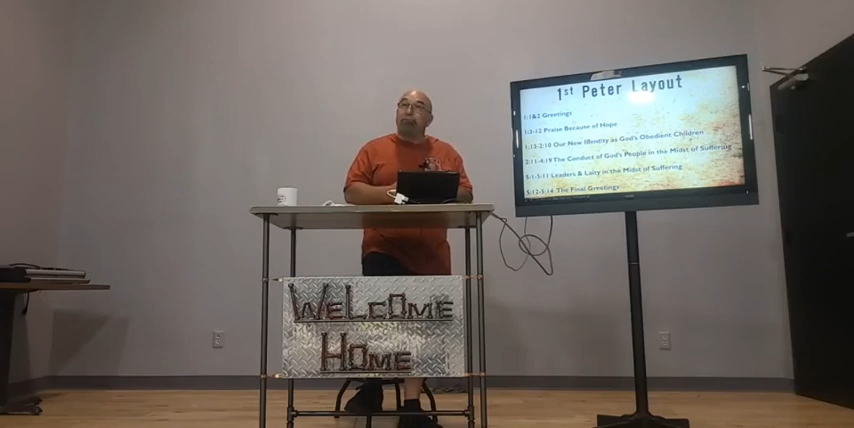 1st Peter Layout
1:1&2 Greetings
1:3-12 Praise Because of Hope
1:13-2:10 Our New Identity as God's Obedient Children
2:11-4:19 The Conduct of God's People in the Midst of Suffering
5:1-5:11 Leaders & Laity in the Midst of Suffering
5:12-5:14 The Final Greetings
WELCOME
HOME